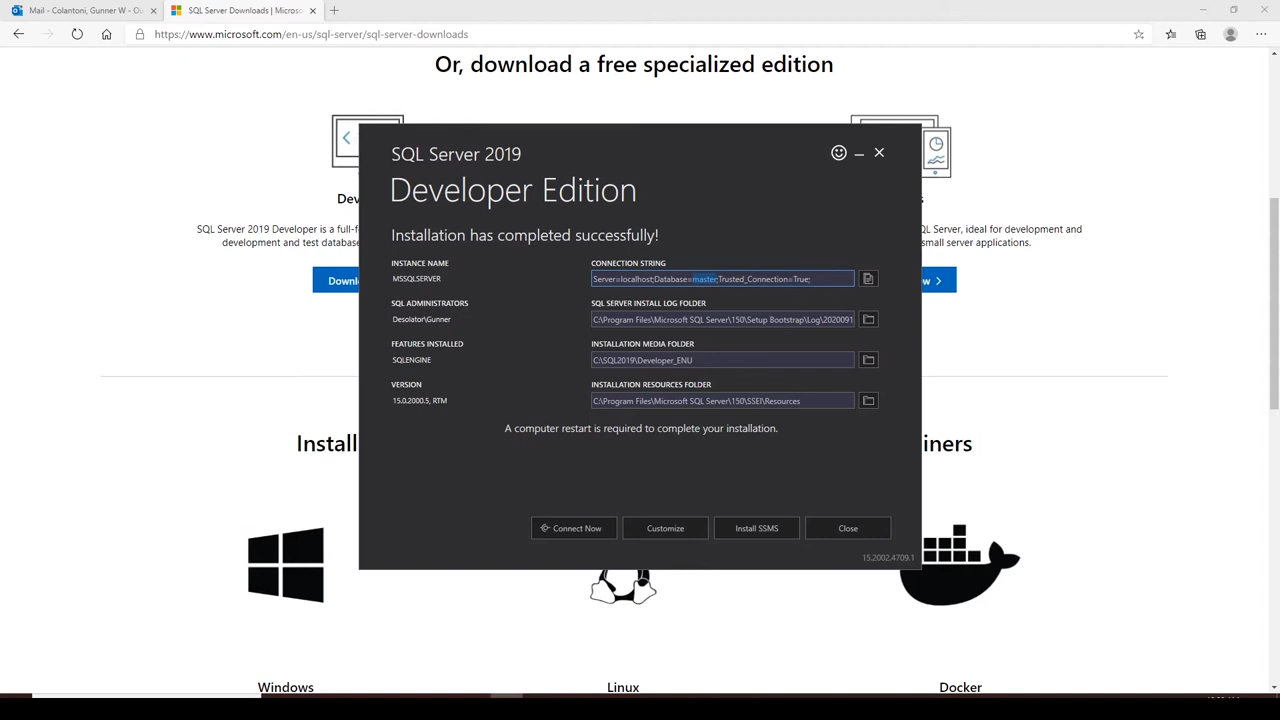 Mail - Colantoni, Gunner W - Ou
SQL Server Downloads | Microso
https://www.microsoft.com/en-us/sql-server/sql-server-downloads
Or, download a free specialized edition
Dev
SQL Server 2019 Developer is a full-f
development and test database
Downl
s
QL Server, ideal for development and
small server applications.
w
SQL Server 2019
Developer Edition
Installation has completed successfully!
INSTANCE NAME
MSSQLSERVER
SQL ADMINISTRATORS
Desolator\Gunner
FEATURES INSTALLED
SQLENGINE
VERSION
15.0.2000.5, RTM
CONNECTION STRING
Server=localhost;Database=master;Trusted_Connection=True;
SQL SERVER INSTALL LOG FOLDER
C:\Program Files\Microsoft SQL Server\150\Setup Bootstrap\Log\2020091
INSTALLATION MEDIA FOLDER
C:\SQL2019\Developer_ENU
INSTALLATION RESOURCES FOLDER
C:\Program Files\Microsoft SQL Server\150\SSEI\Resources
A computer restart is required to complete your installation.
Connect Now
Customize
Install SSMS
Close
15.2002.4709.1
Install
iners
Windows
Linux
Docker